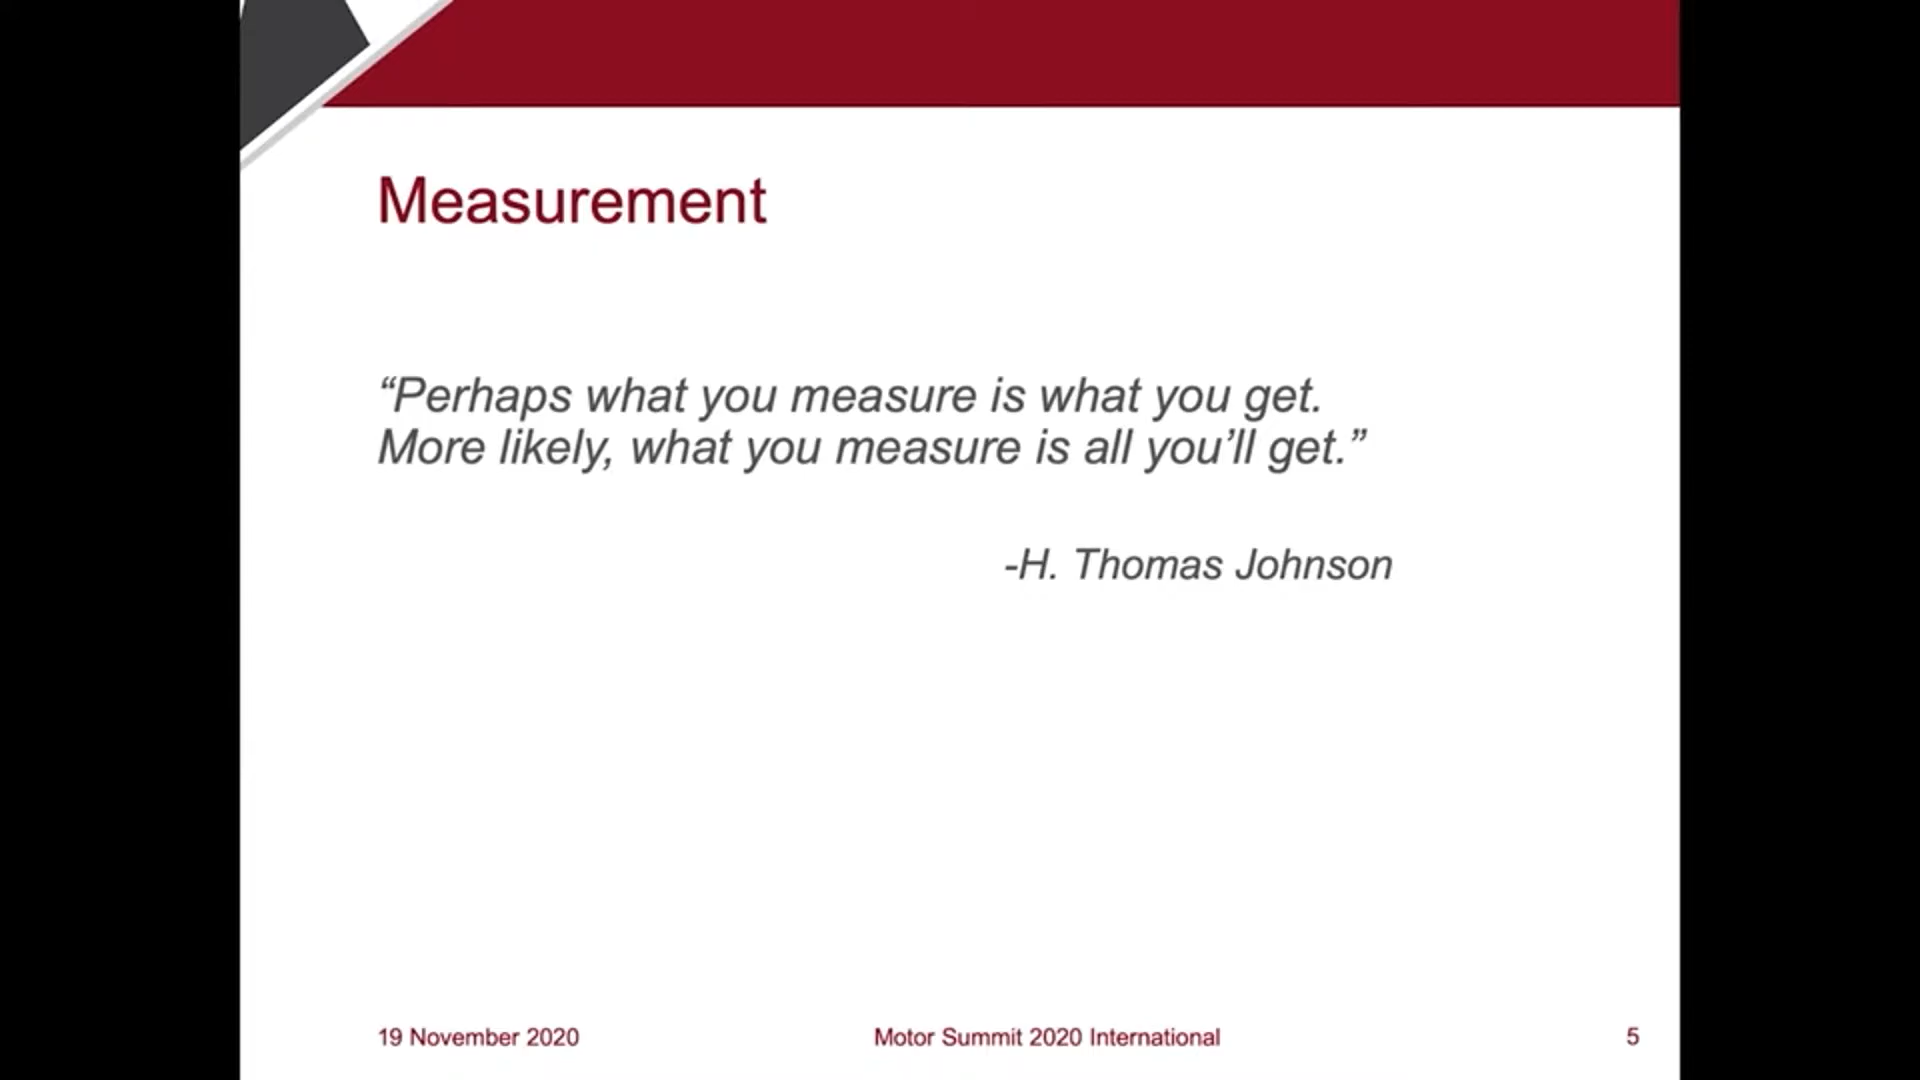 Measurement
“Perhaps what you measure is what you get.
More likely, what you measure is all you’ll get.”
-H. Thomas Johnson
19 November 2020
Motor Summit 2020 International
5